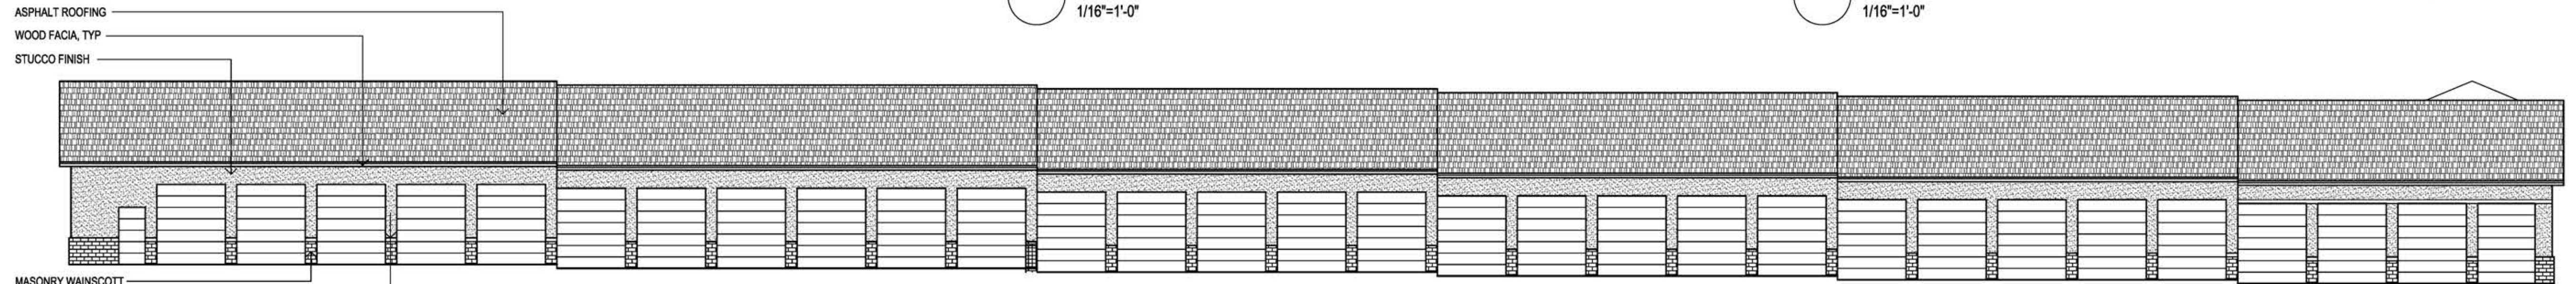 ASPHALT ROOFING
1/16"=1'-0"
1/16"=1'-0"
WOOD FACIA, TYP
STUCCO FINISH
MASONRY WAINSCOTT